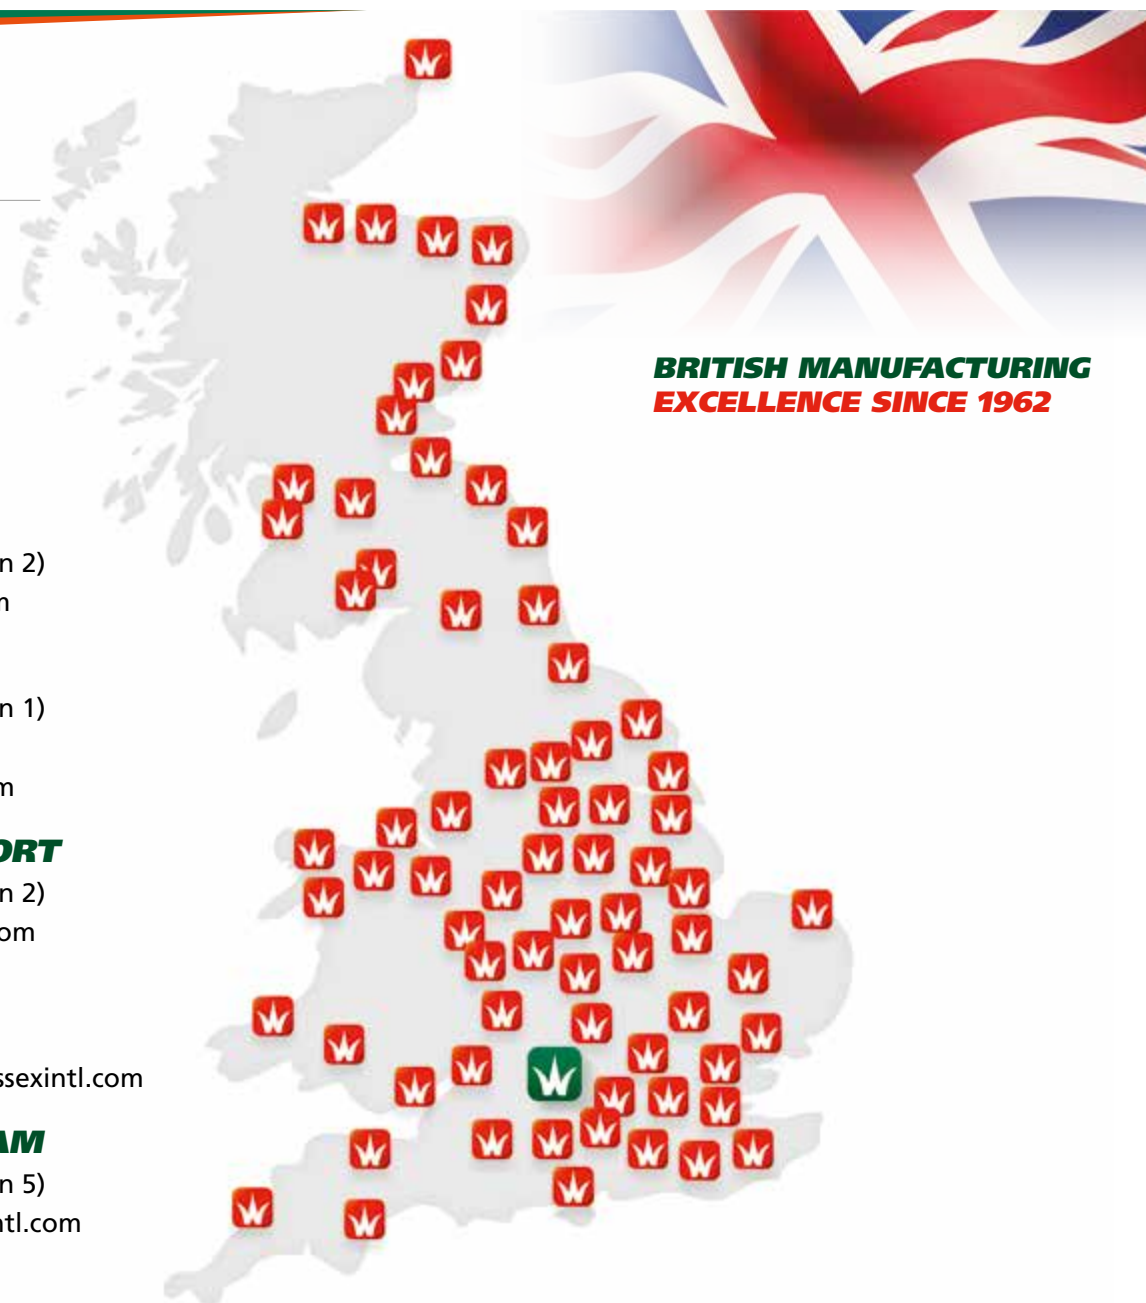 BRITISH MANUFACTURING
EXCELLENCE SINCE 1962
n 2)
n
n 1)
m
ORT
n 2)
om
ssexintl.com
AM
n 5)
ntl.com